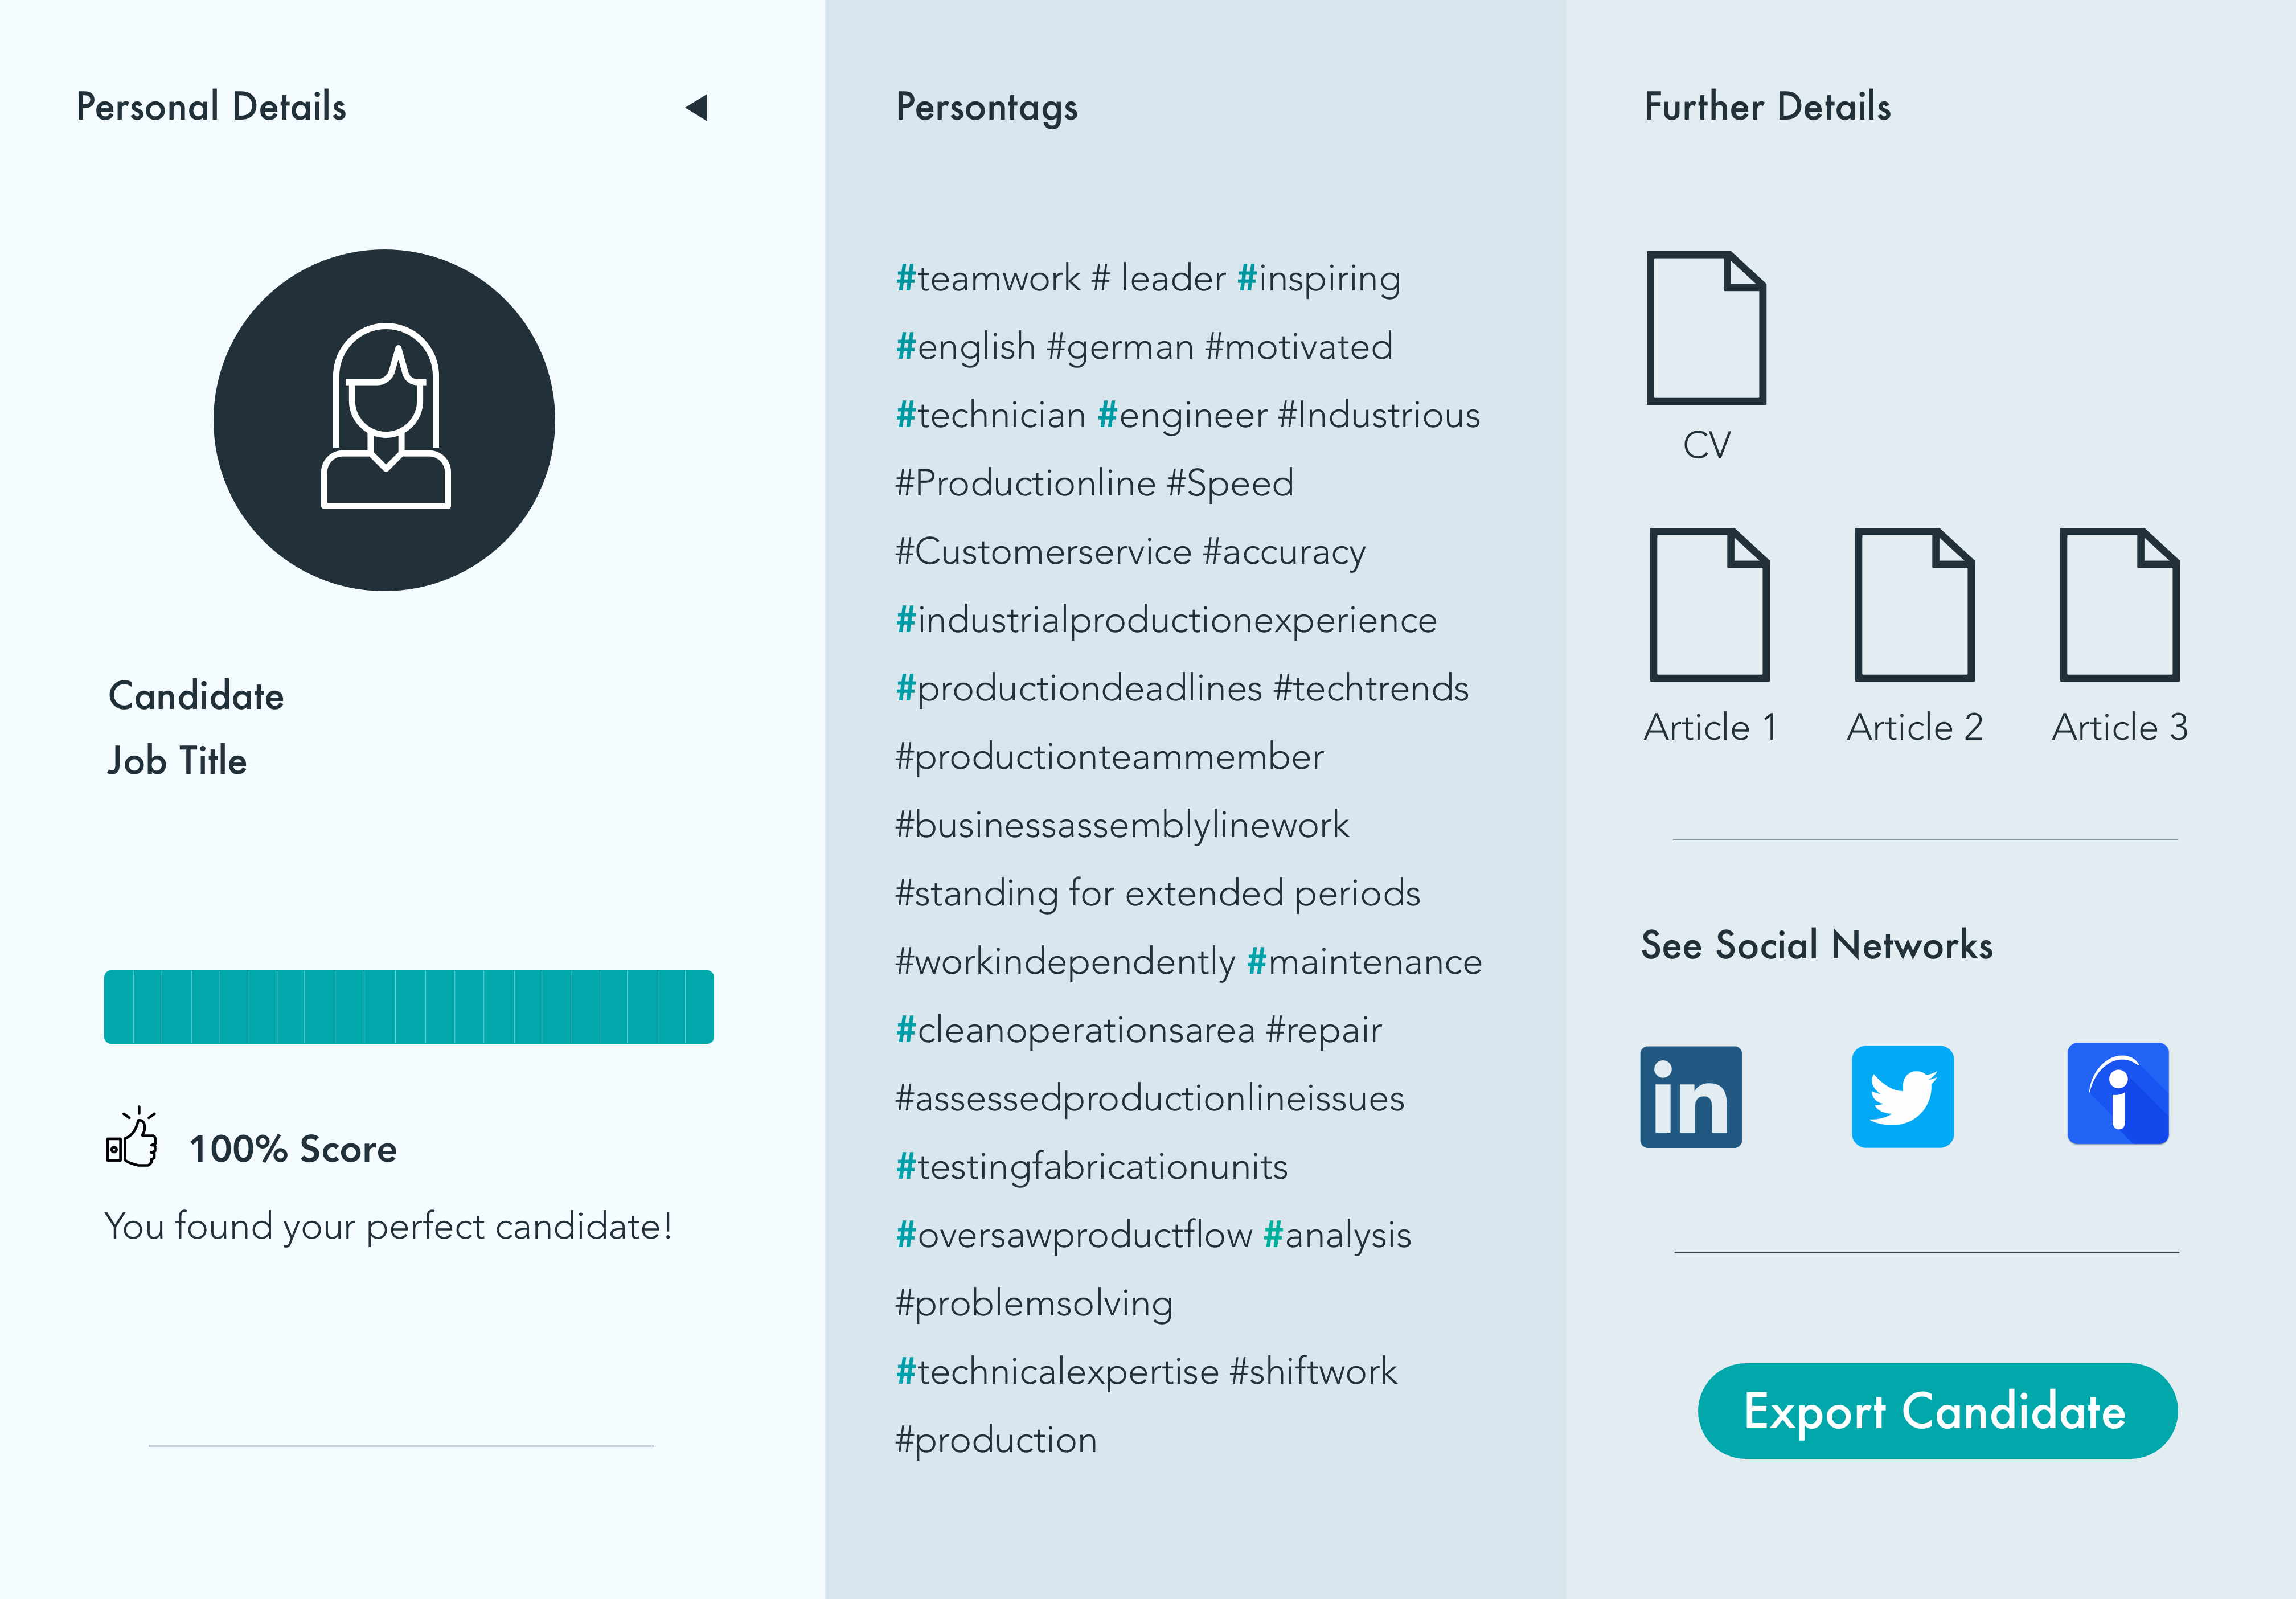 Personal Details
Candidate
Job Title
100% Score
You found your perfect candidate!
Persontags
#teamwork # leader #inspiring
#english #german #motivated
#technician #engineer #Industrious
#Productionline #Speed
#Customerservice #accuracy
#industrialproductionexperience
#productiondeadlines #techtrends
#productionteammember
#businessassemblylinework
#standing for extended periods
#workindependently #maintenance
#cleanoperationsarea #repair
#assessedproductionlineissues
#testingfabricationunits
#oversawproductflow #analysis
#problemsolving
#technicalexpertise #shiftwork
#production
Further Details
CV
Article 1 Article 2 Article 3
See Social Networks
in i
Export Candidate